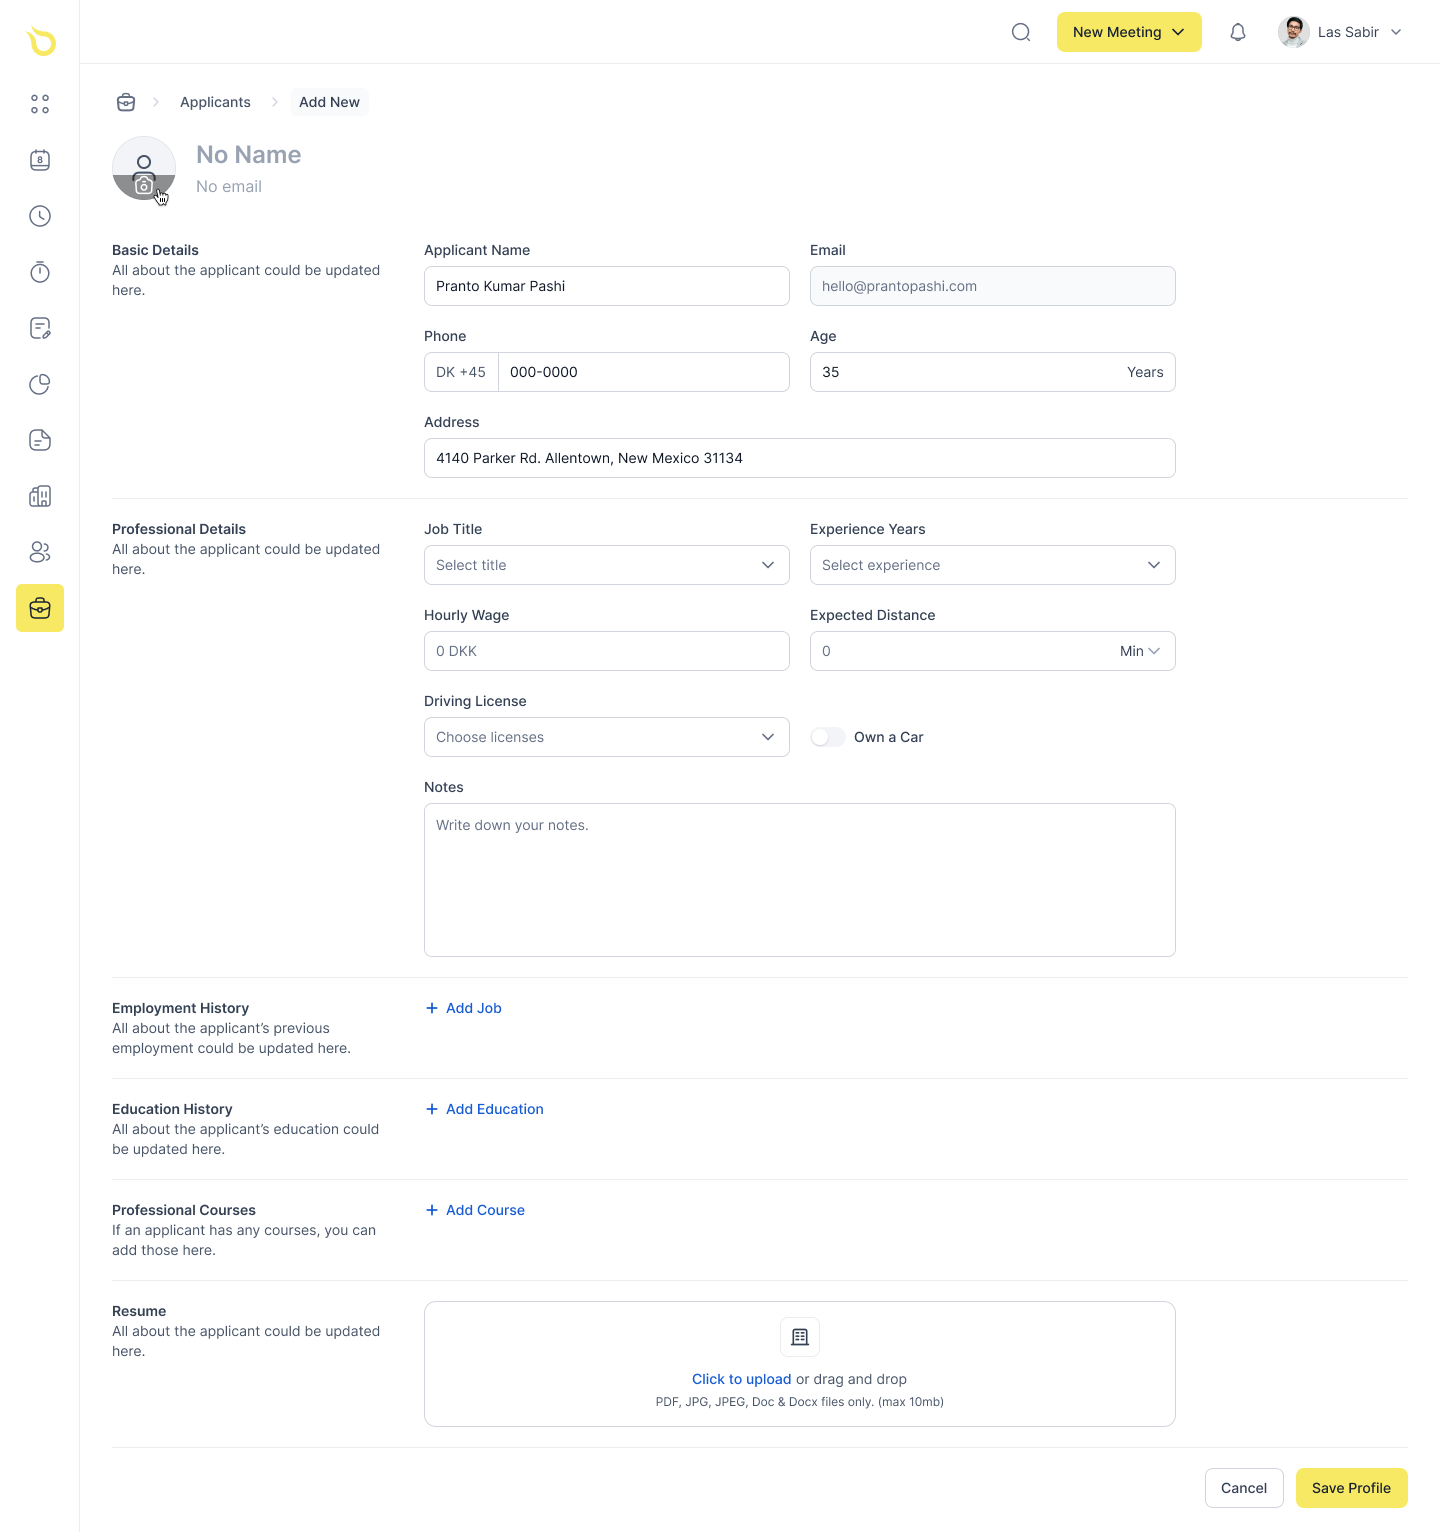 New Meeting
Las Sabir
Applicants
Add New
8
No Name
No email
Basic Details
All about the applicant could be updated
here.
Applicant Name
Email
Pranto Kumar Pashi
hello@prantopashi.com
Phone
Age
DK +45
000-0000
35
Years
Address
4140 Parker Rd. Allentown, New Mexico 31134
Professional Details
All about the applicant could be updated
here.
Job Title
Experience Years
Select title
Select experience
Hourly Wage
Expected Distance
0 DKK
0
Min
Driving License
Choose licenses
Own a Car
Notes
Write down your notes.
Employment History
All about the applicant’s previous
employment could be updated here.
Add Job
Education History
All about the applicant’s education could
be updated here.
Add Education
Professional Courses
If an applicant has any courses, you can
add those here.
Add Course
Resume
All about the applicant could be updated
here.
Click to upload or drag and drop
PDF, JPG, JPEG, Doc & Docx files only. (max 10mb)
Cancel
Save Profile